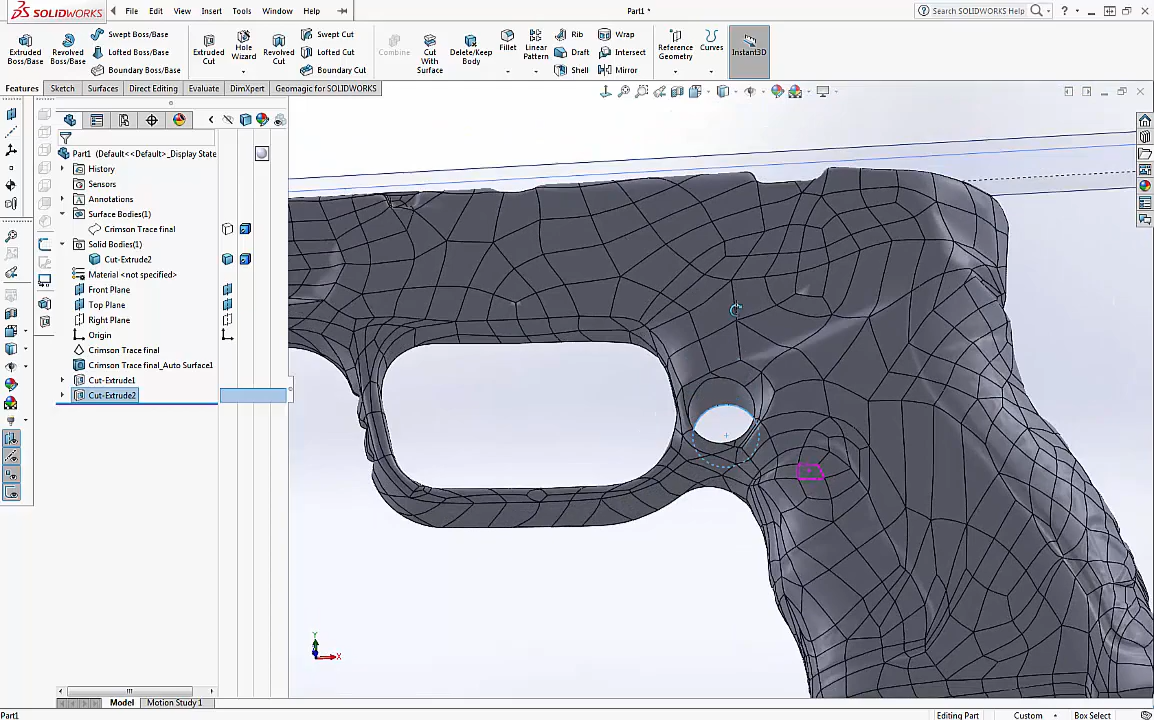 SOLIDWORKS File Edit View Insert Tools Window Help Part1 * Search SOLIDWORKS Help
Extruded Boss/Base
Revolved Boss/Base
Swept Boss/Base
Lofted Boss/Base
Boundary Boss/Base
Extruded Cut
Hole Wizard
Revolved Cut
Swept Cut
Lofted Cut
Boundary Cut
Combine
Cut With Surface
Delete/Keep Body
Fillet
Linear Pattern
Rib
Draft
Shell
Wrap
Intersect
Mirror
Reference Geometry
Curves
Instant3D
Features Sketch Surfaces Direct Editing Evaluate DimXpert Geomagic for SOLIDWORKS
Part1 (Default<<Default>_Display State
History
Sensors
Annotations
Surface Bodies(1)
Crimson Trace final
Solid Bodies(1)
Cut-Extrude2
Material <not specified>
Front Plane
Top Plane
Right Plane
Origin
Crimson Trace final
Crimson Trace final_Auto Surface1
Cut-Extrude1
Cut-Extrude2
Y
X
Model Motion Study 1
Part1 Editing Part Custom Box Select